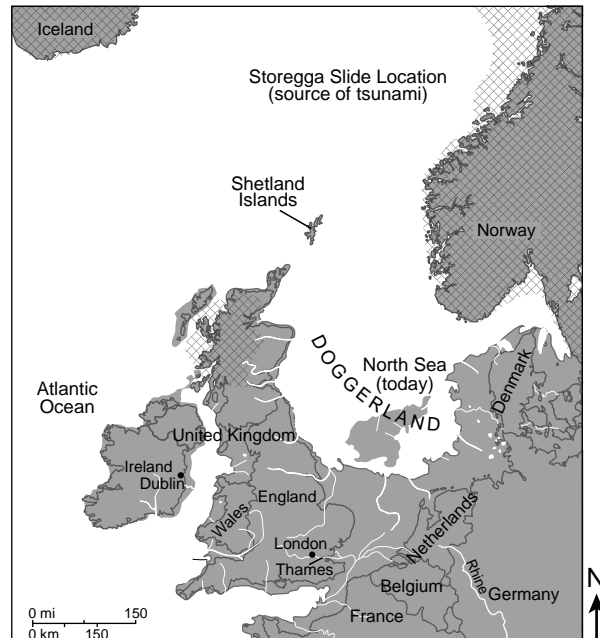 Iceland
Storegga Slide Location
(source of tsunami)
Shetland
Islands
Norway
DOGGERLAND
North Sea
(today)
Denmark
Atlantic
Ocean
United Kingdom
Ireland
Dublin
England
Wales
Netherlands
London
Thames
Belgium
Rhine
Germany
France
N
0 mi 150
0 km 150